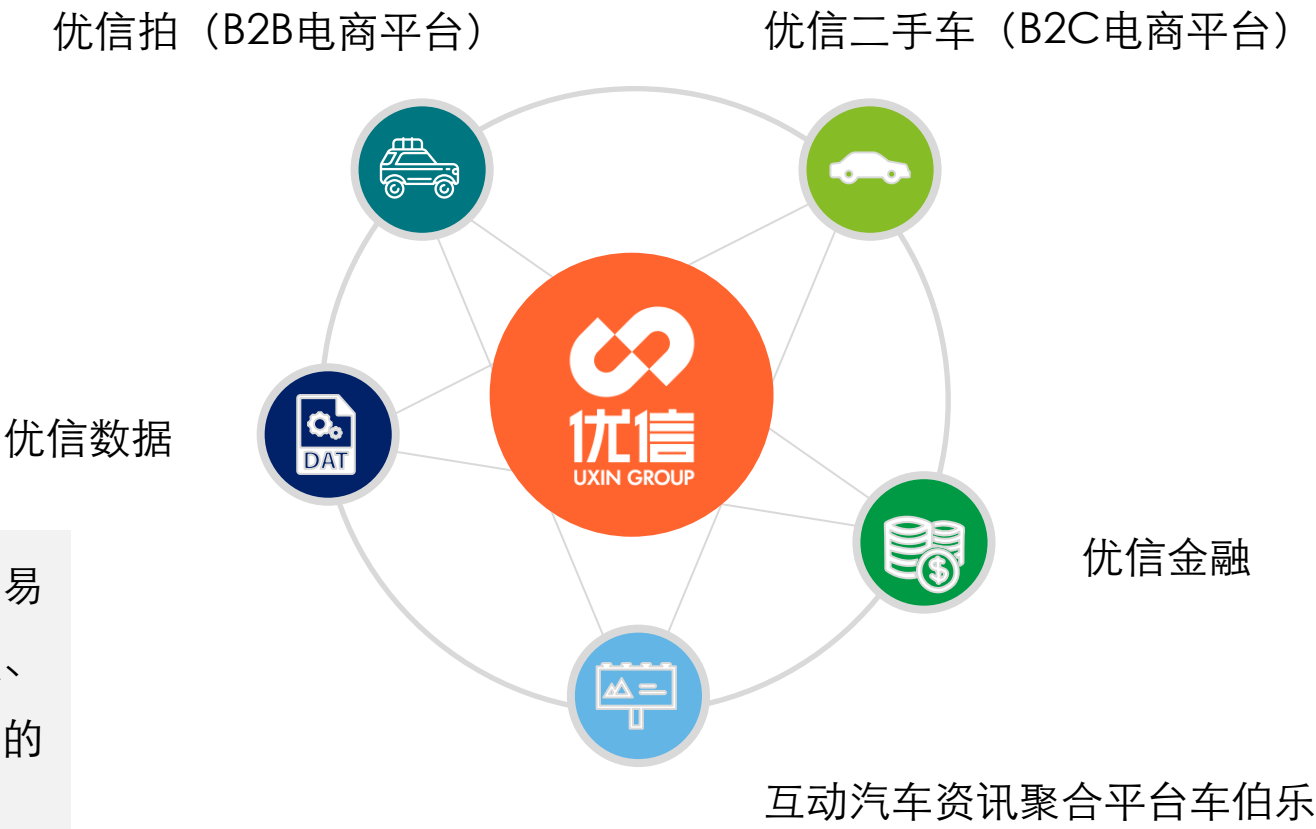 优信拍（B2B电商平台）
优信二手车（B2C电商平台）
优信
UXIN GROUP
优信数据
DAT
优信金融
易
、
的
互动汽车资讯聚合平台车伯乐